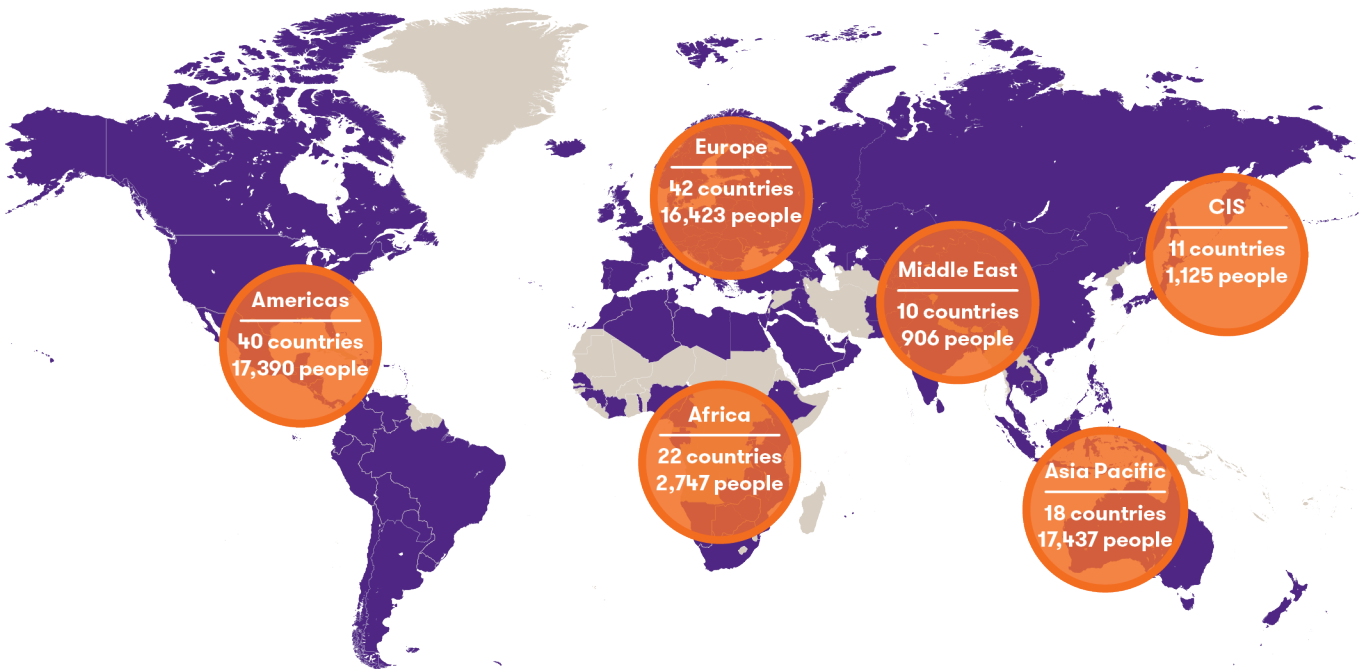 Europe
42 countries
16,423 people
CIS
11 countries
1,125 people
Middle East
10 countries
906 people
Americas
40 countries
17,390 people
Africa
22 countries
2,747 people
Asia Pacific
18 countries
17,437 people